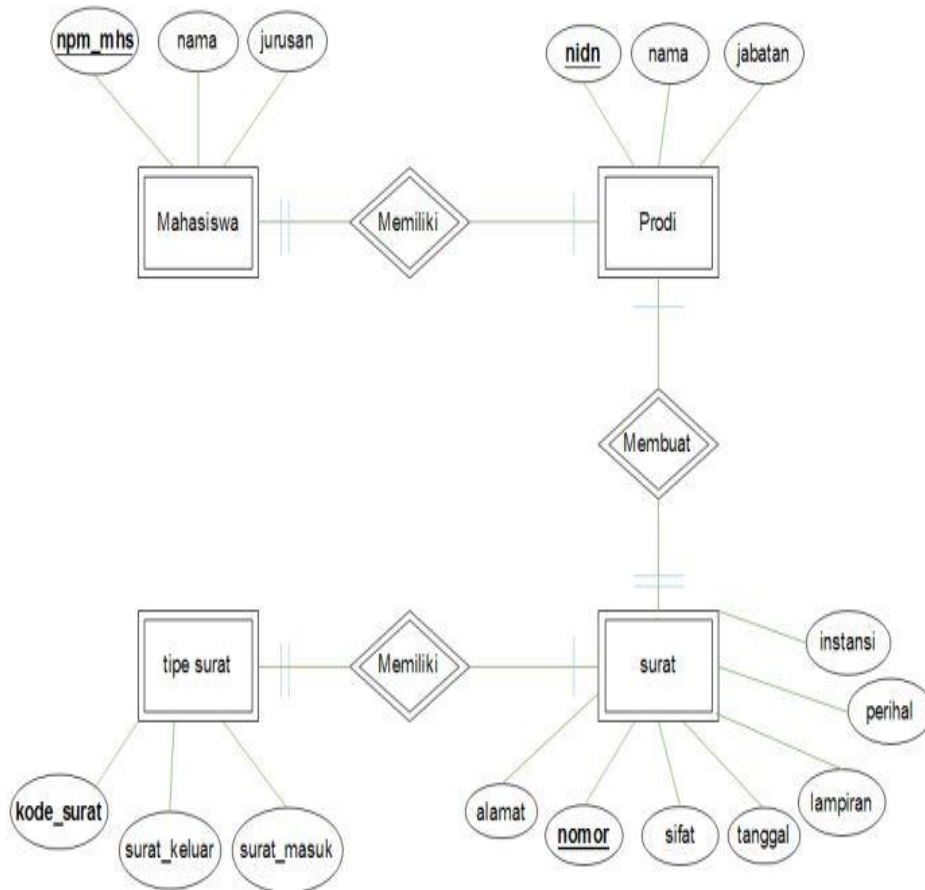 npm_mhs
nama
jurusan
nidn
nama
jabatan
Mahasiswa
Memiliki
Prodi
Membuat
tipe surat
Memiliki
surat
instansi
perihal
lampiran
kode_surat
surat_keluar
surat_masuk
alamat
nomor
sifat
tanggal